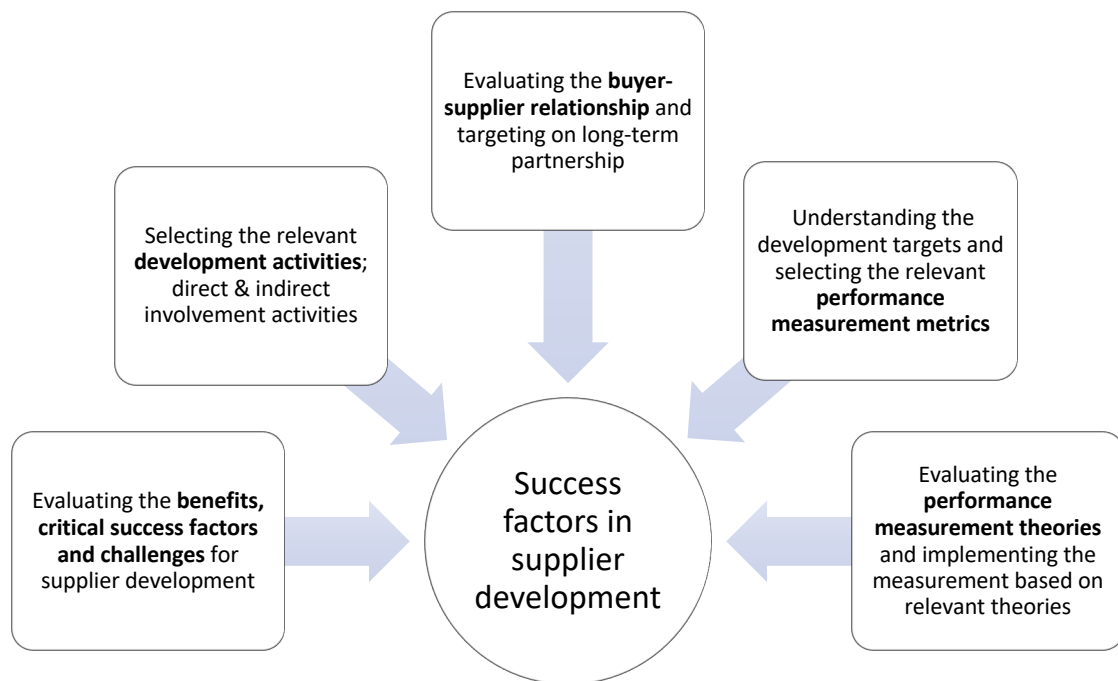 Evaluating the buyer-
supplier relationship and
targeting on long-term
partnership
Selecting the relevant
development activities;
direct & indirect
involvement activities
Understanding the
development targets and
selecting the relevant
performance
measurement metrics
Evaluating the benefits,
critical success factors
and challenges for
supplier development
Success
factors in
supplier
development
Evaluating the
performance
measurement theories
and implementing the
measurement based on
relevant theories